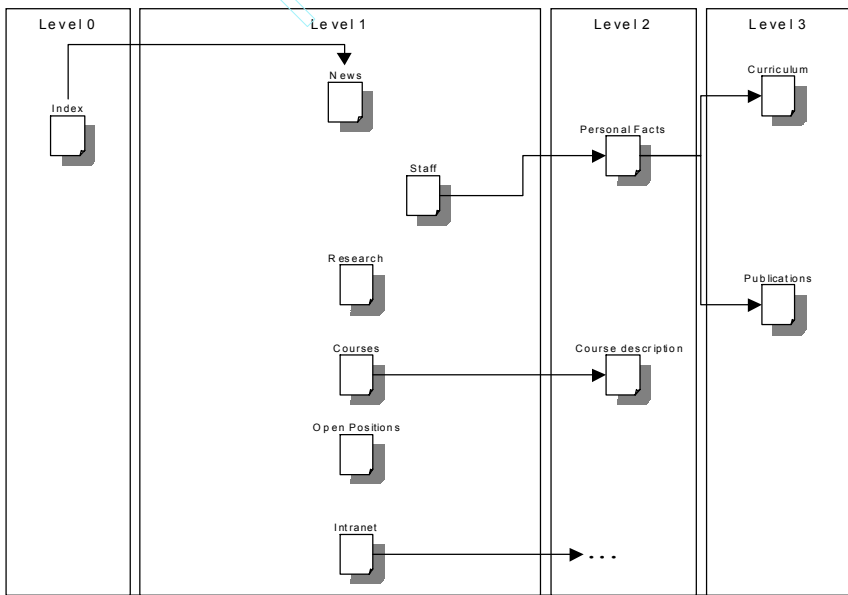 Level 0
Level 1
Level 2
Level 3
News
Curriculum
Index
Personal Facts
Staff
Research
Publications
Courses
Course description
Open Positions
Intranet
...